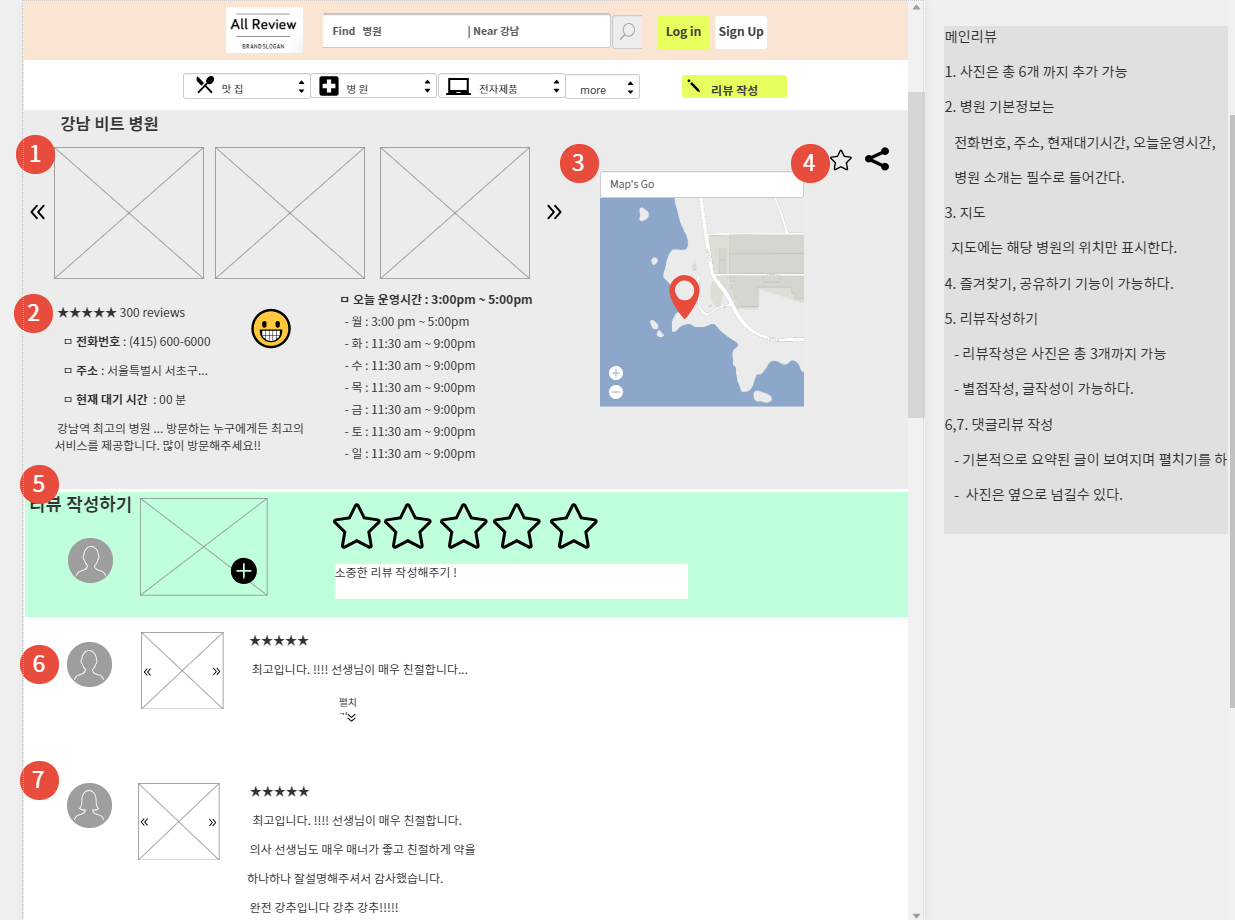 All Review
BRANDSLOGAN
Find 병원 | Near 강남
Log in
Sign Up
맛 집
병 원
전자제품
more
리뷰 작성
강남 비트 병원
1
3
4
Map's Go
2
★★★★★ 300 reviews
ㅁ 전화번호 : (415) 600-6000
ㅁ 주소 : 서울특별시 서초구...
ㅁ 현재 대기 시간 : 00 분
강남역 최고의 병원 ... 방문하는 누구에게든 최고의
서비스를 제공합니다. 많이 방문해주세요!!
ㅁ 오늘 운영시간 : 3:00pm ~ 5:00pm
- 월 : 3:00 pm ~ 5:00pm
- 화 : 11:30 am ~ 9:00pm
- 수 : 11:30 am ~ 9:00pm
- 목 : 11:30 am ~ 9:00pm
- 금 : 11:30 am ~ 9:00pm
- 토 : 11:30 am ~ 9:00pm
- 일 : 11:30 am ~ 9:00pm
5
리뷰 작성하기
소중한 리뷰 작성해주기 !
6
★★★★★
최고입니다. !!!! 선생님이 매우 친절합니다...
펼치
7
★★★★★
최고입니다. !!!! 선생님이 매우 친절합니다.
의사 선생님도 매우 매너가 좋고 친절하게 약을
하나하나 잘설명해주셔서 감사했습니다.
완전 강추입니다 강추 강추!!!!!
메인리뷰
1. 사진은 총 6개 까지 추가 가능
2. 병원 기본정보는
전화번호, 주소, 현재대기시간, 오늘운영시간,
병원 소개는 필수로 들어간다.
3. 지도
지도에는 해당 병원의 위치만 표시한다.
4. 즐겨찾기, 공유하기 기능이 가능하다.
5. 리뷰작성하기
- 리뷰작성은 사진은 총 3개까지 가능
- 별점작성, 글작성이 가능하다.
6,7. 댓글리뷰 작성
- 기본적으로 요약된 글이 보여지며 펼치기를 하
- 사진은 옆으로 넘길수 있다.